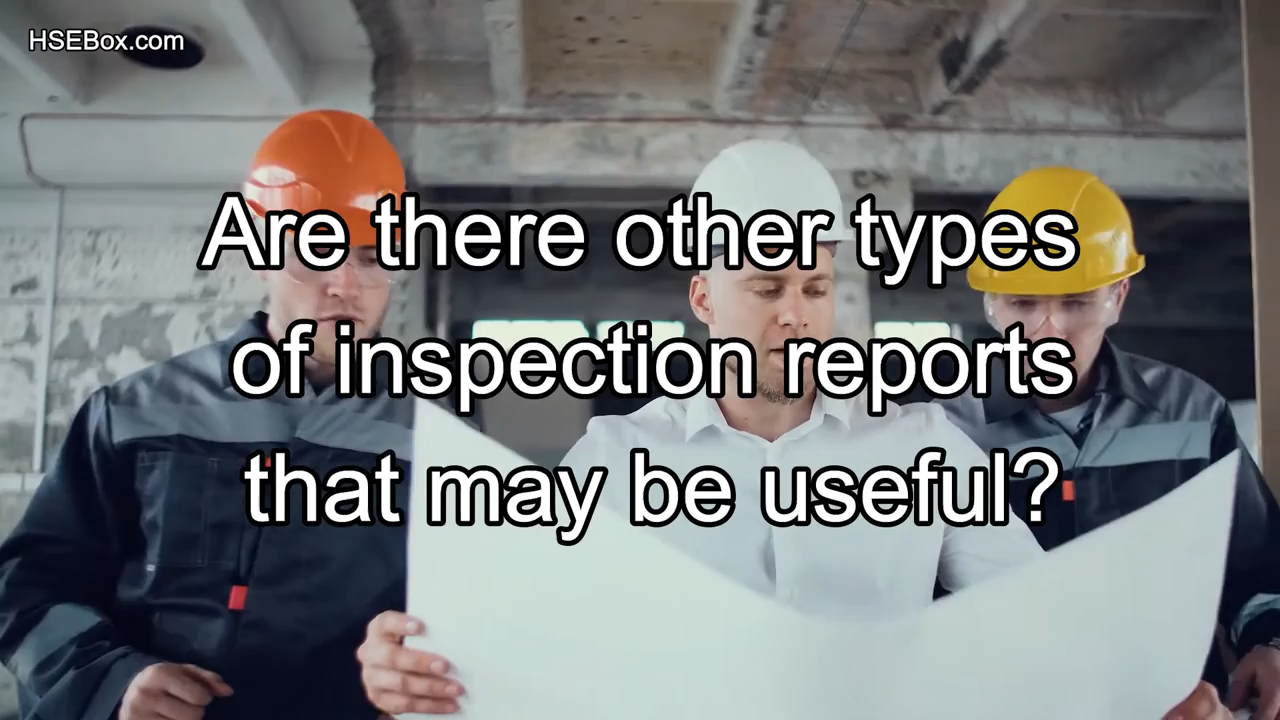 HSEBox.com
Are there other types
of inspection reports
that may be useful?